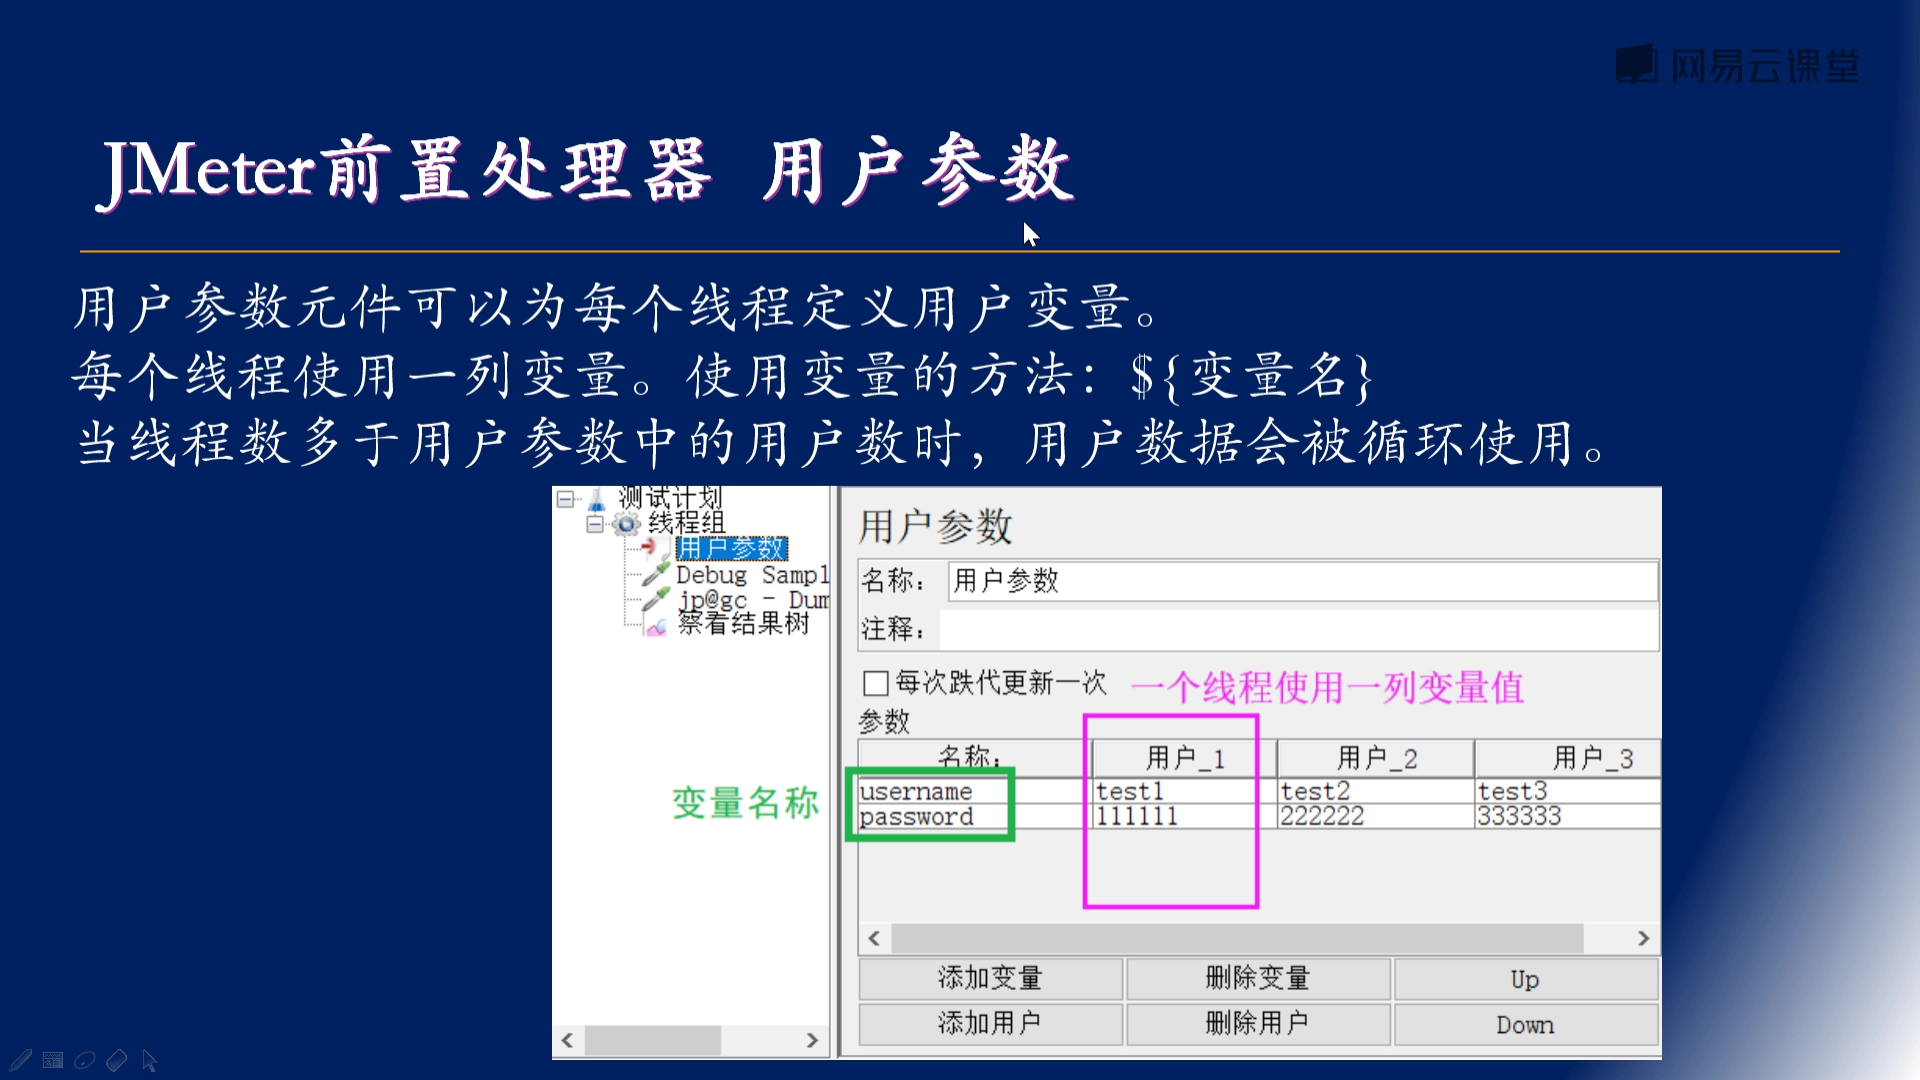 网易云课堂
JMeter前置处理器 用户参数
用户参数元件可以为每个线程定义用户变量。
每个线程使用一列变量。使用变量的方法：${变量名}
当线程数多于用户参数中的用户数时，用户数据会被循环使用。
测试计划
线程组
用户参数
Debug Sampl
jp@gc - Dum
察看结果树
用户参数
名称： 用户参数
注释：
每次跌代更新一次 一个线程使用一列变量值
参数
名称： 用户_1 用户_2 用户_3
变量名称
username test1 test2 test3
password 111111 222222 333333
添加变量 删除变量 Up
添加用户 删除用户 Down